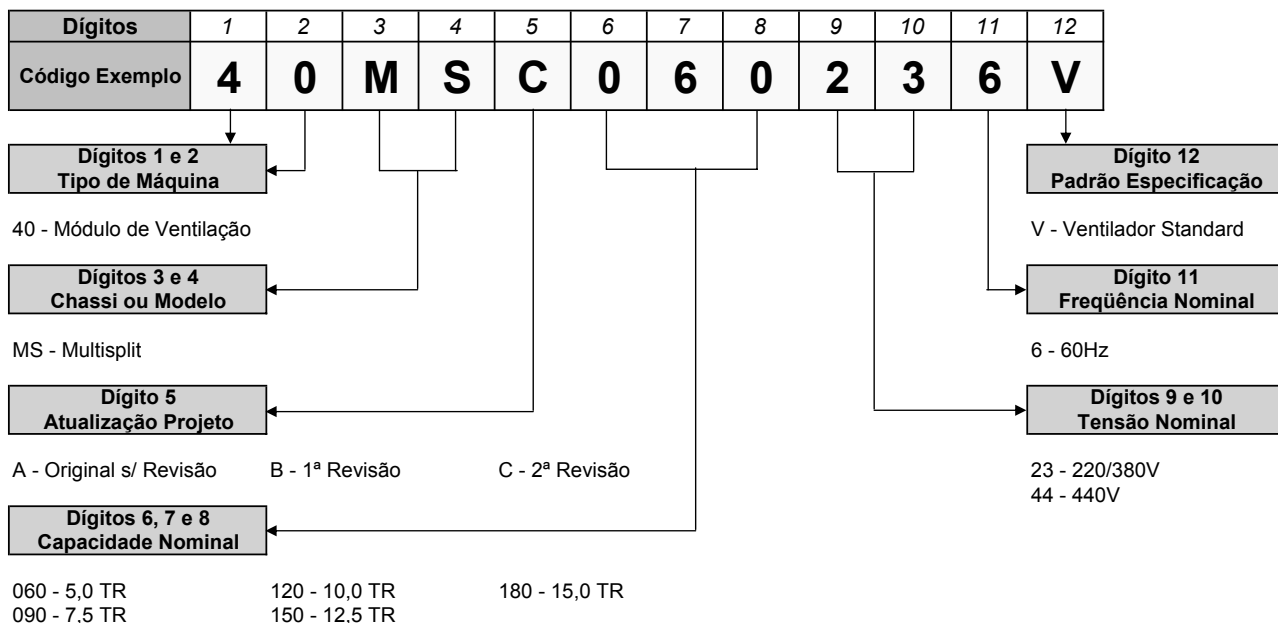 Dígitos 1 2 3 4 5 6 7 8 9 10 11 12
Código Exemplo 4 0 M S C 0 6 0 2 3 6 V
Dígitos 1 e 2
Tipo de Máquina
40 - Módulo de Ventilação
Dígitos 3 e 4
Chassi ou Modelo
MS - Multisplit
Dígito 5
Atualização Projeto
A - Original s/ Revisão B - 1ª Revisão C - 2ª Revisão
Dígitos 6, 7 e 8
Capacidade Nominal
060 - 5,0 TR 120 - 10,0 TR 180 - 15,0 TR
090 - 7,5 TR 150 - 12,5 TR
Dígito 12
Padrão Especificação
V - Ventilador Standard
Dígito 11
Freqüência Nominal
6 - 60Hz
Dígitos 9 e 10
Tensão Nominal
23 - 220/380V
44 - 440V